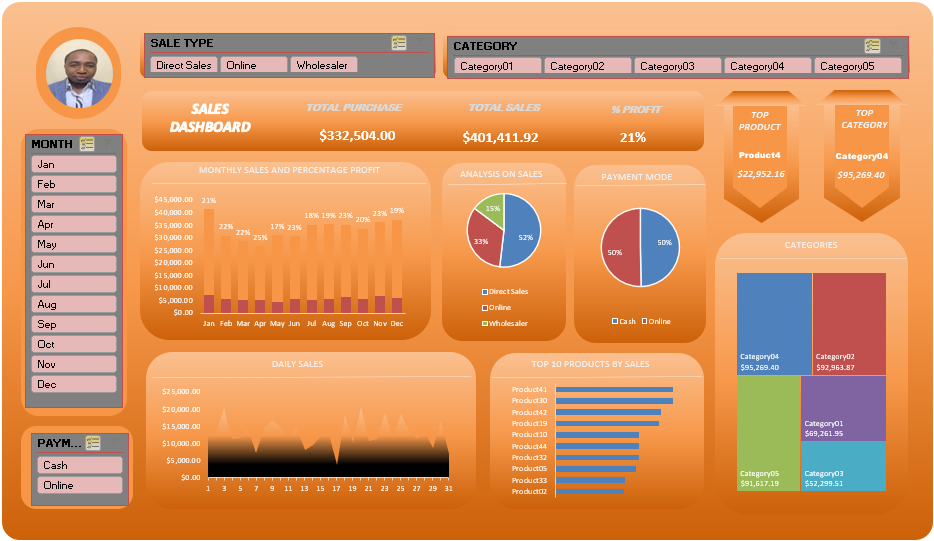 SALE TYPE
Direct Sales
Online
Wholesaler
CATEGORY
Category01
Category02
Category03
Category04
Category05
SALES
DASHBOARD
TOTAL PURCHASE
$332,504.00
TOTAL SALES
$401,411.92
% PROFIT
21%
TOP
PRODUCT
Product4
$22,952.16
TOP
CATEGORY
Category04
$95,269.40
MONTH
Jan
Feb
Mar
Apr
May
Jun
Jul
Aug
Sep
Oct
Nov
Dec
PAYM...
Cash
Online
MONTHLY SALES AND PERCENTAGE PROFIT
$45,000.00
$40,000.00
$35,000.00
$30,000.00
$25,000.00
$20,000.00
$15,000.00
$10,000.00
$5,000.00
$0.00
21% 22% 22% 25% 17% 23% 18% 19% 23% 20% 23% 19%
Jan Feb Mar Apr May Jun Jul Aug Sep Oct Nov Dec
ANALYSIS ON SALES
15%
52%
33%
Direct Sales
Online
Wholesaler
PAYMENT MODE
50%
50%
Cash Online
CATEGORIES
Category04
$95,269.40
Category02
$92,963.87
Category01
$69,261.95
Category05
$91,617.19
Category03
$52,299.51
DAILY SALES
$25,000.00
$20,000.00
$15,000.00
$10,000.00
$5,000.00
$0.00
1 3 5 7 9 11 13 15 17 19 21 23 25 27 29 31
TOP 10 PRODUCTS BY SALES
Product41
Product30
Product42
Product19
Product10
Product44
Product32
Product05
Product33
Product02